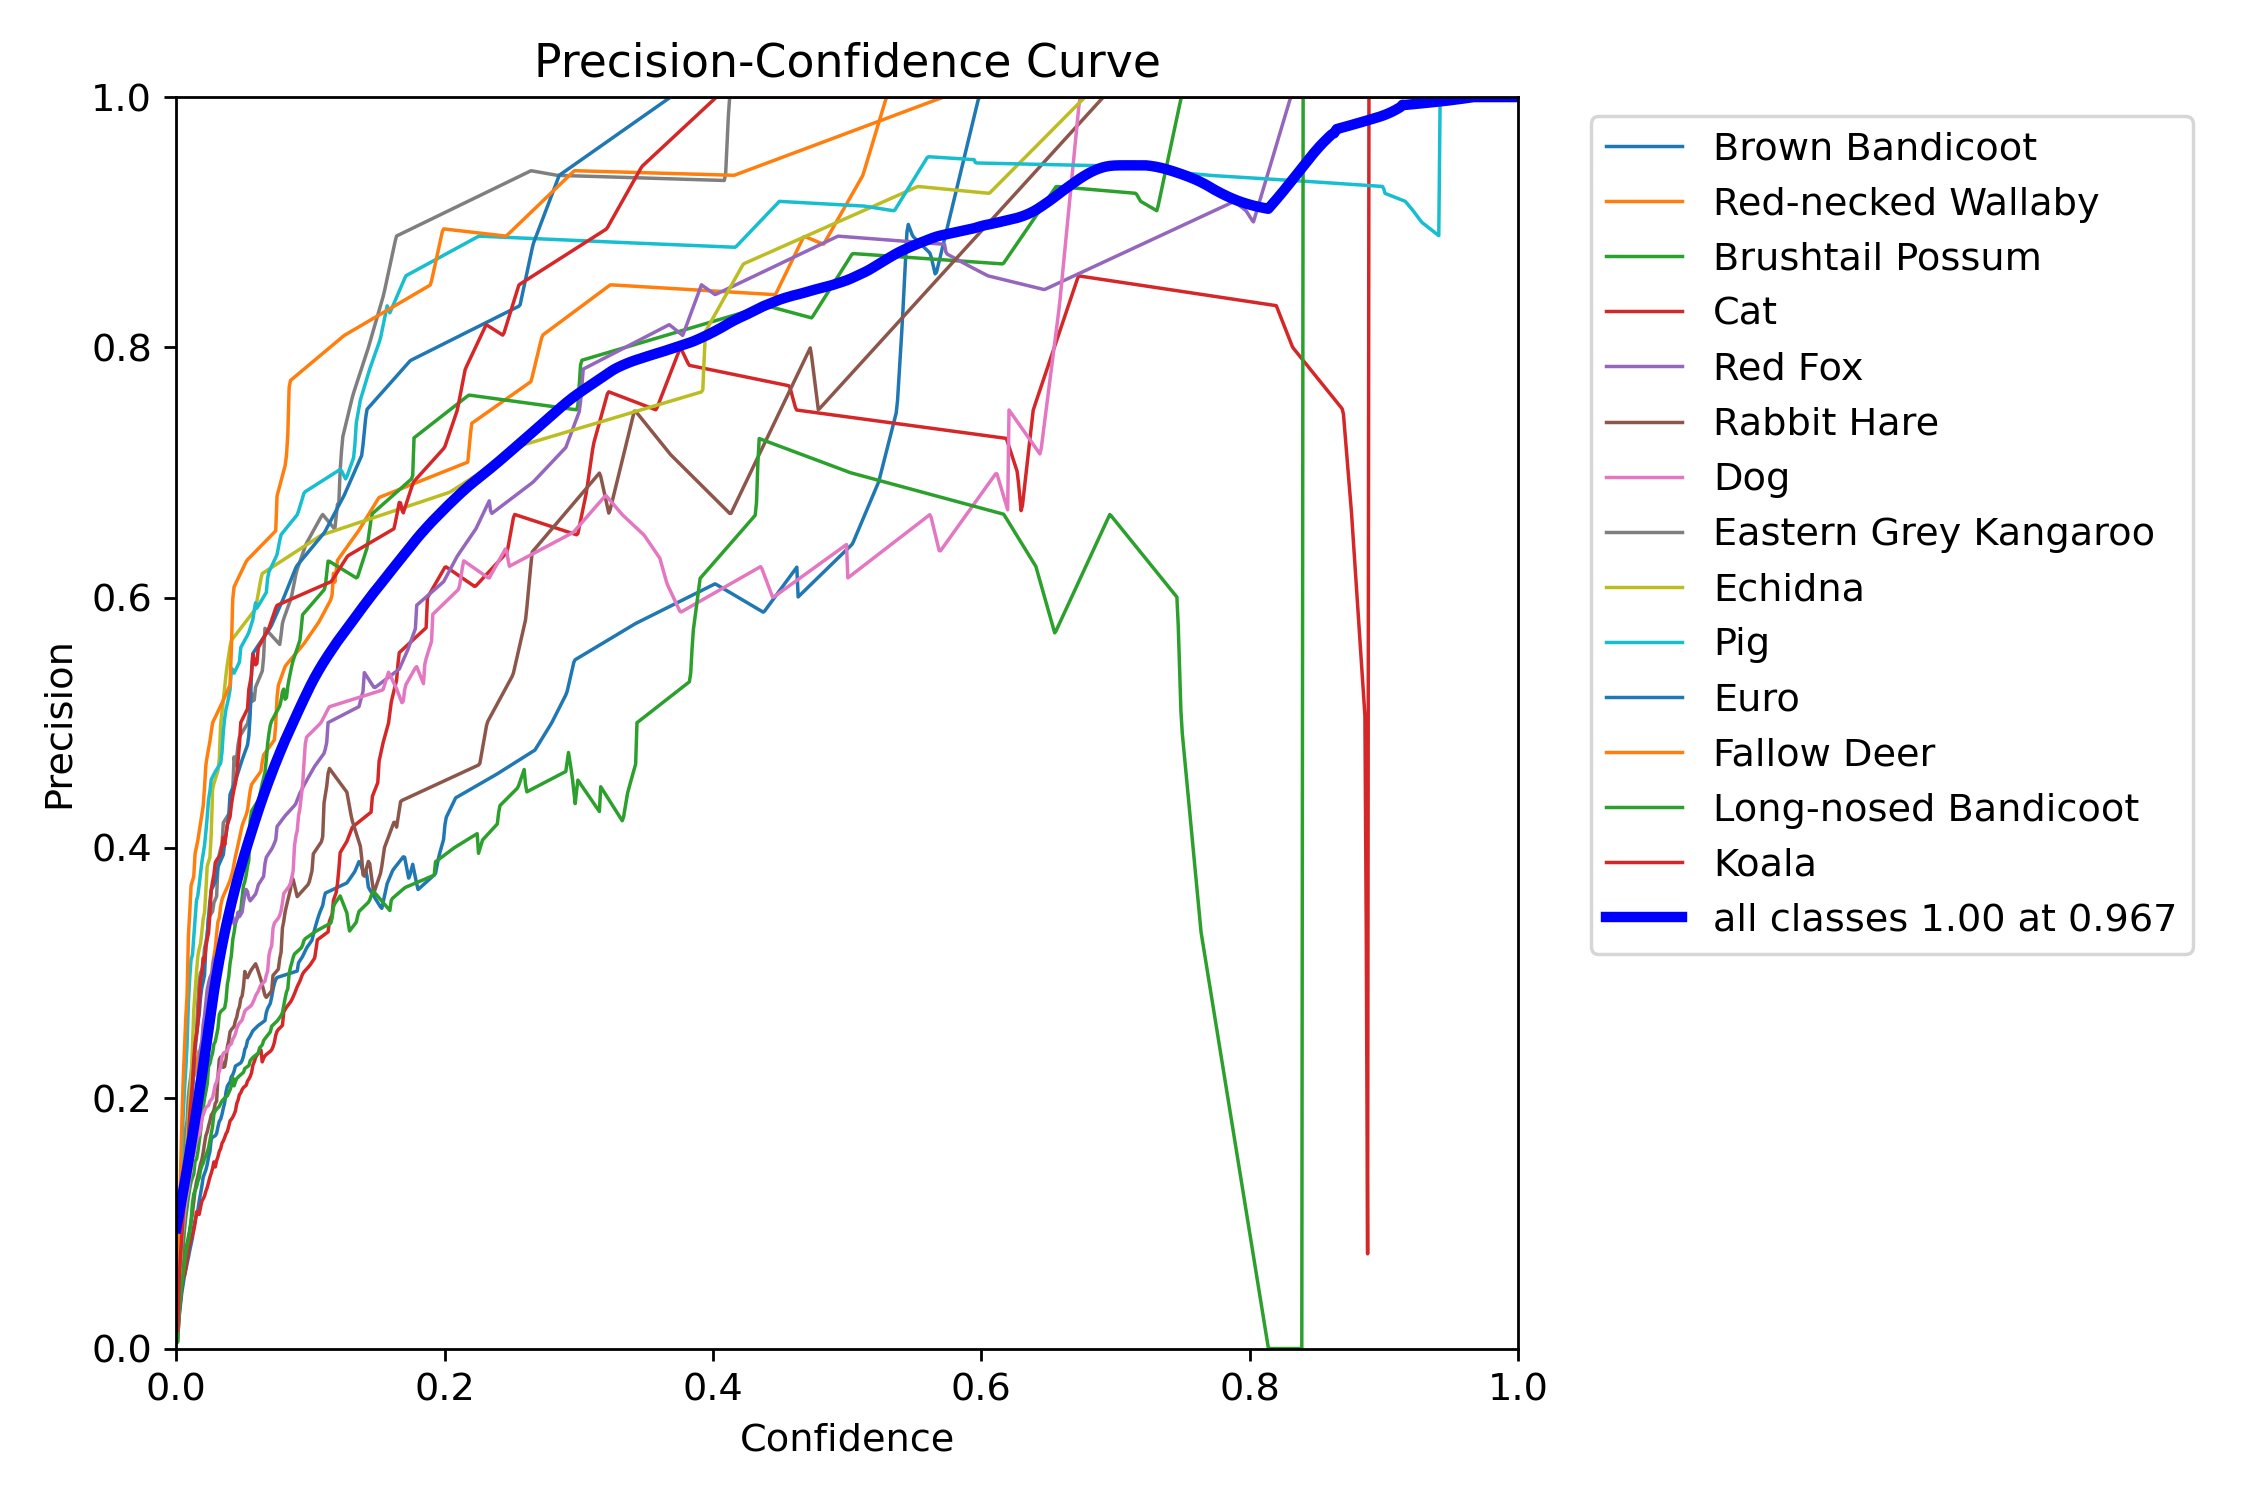 Precision-Confidence Curve
1.0
0.8
0.6
0.4
0.2
0.0
Precision
0.0 0.2 0.4 0.6 0.8 1.0
Confidence
Brown Bandicoot
Red-necked Wallaby
Brushtail Possum
Cat
Red Fox
Rabbit Hare
Dog
Eastern Grey Kangaroo
Echidna
Pig
Euro
Fallow Deer
Long-nosed Bandicoot
Koala
all classes 1.00 at 0.967